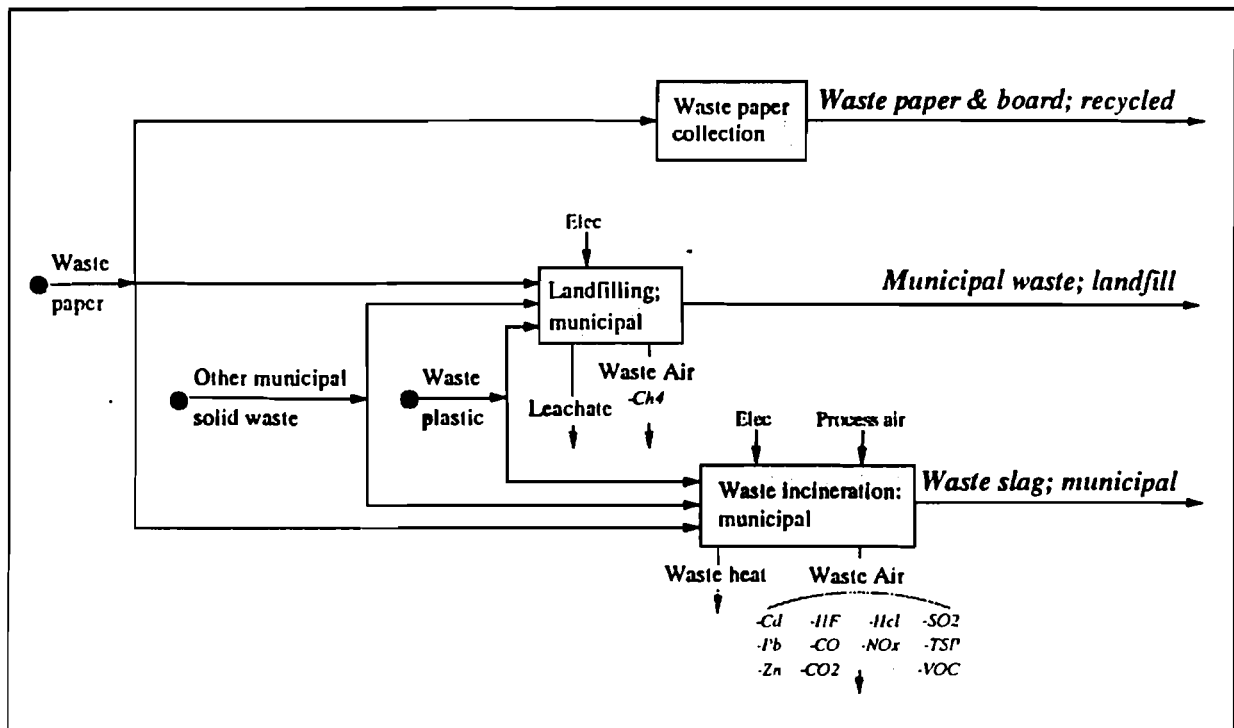 Waste paper
collection
Waste paper & board; recycled
Elec
Waste
paper
Landfilling;
municipal
Municipal waste; landfill
Other municipal
solid waste
Waste
plastic
Leachate
Waste Air
-Ch4
Elec
Process air
Waste incineration:
municipal
Waste slag; municipal
Waste heat
Waste Air
-Cd -HF -Hcl -SO2
-Pb -CO -NOx -TSP
-Zn -CO2 -VOC